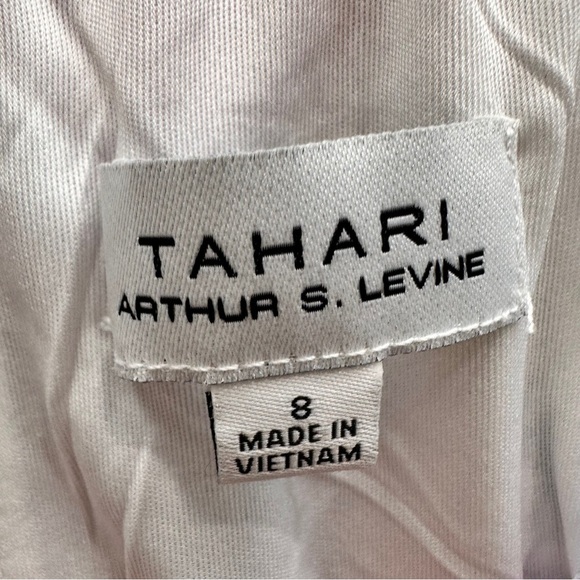 TAHARI
ARTHUR S. LEVINE
8
MADE IN
VIETNAM